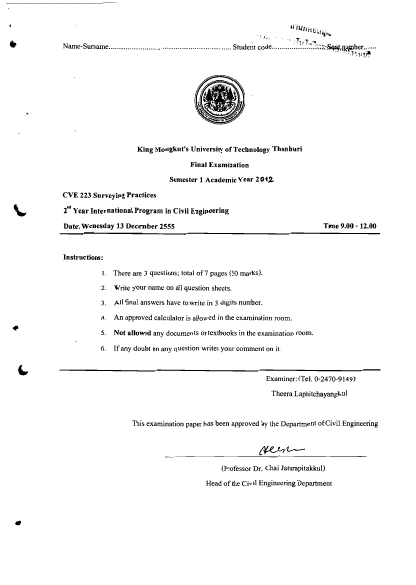 Name-Surname.................................................... Student code.................. Seat number......
King Mongkut's University of Technology Thonburi
Final Examination
Semester 1 Academic Year 2012
CVE 223 Surveying Practices
2nd Year International Program in Civil Engineering
Date: Wenesday 13 December 2555 Time 9.00 - 12.00
Instructions:
1. There are 3 questions; total of 7 pages (50 marks).
2. Write your name on all question sheets.
3. All final answers have to write in 3 digits number.
4. An approved calculator is allowed in the examination room.
5. Not allowed any documents or textbooks in the examination room.
6. If any doubt in any question writes your comment on it
Examiner: (Tel. 0-2470-9149)
Theera Laphitchayangkul
This examination paper has been approved by the Department of Civil Engineering
(Professor Dr. Chai Jaturapitakkul)
Head of the Civil Engineering Department